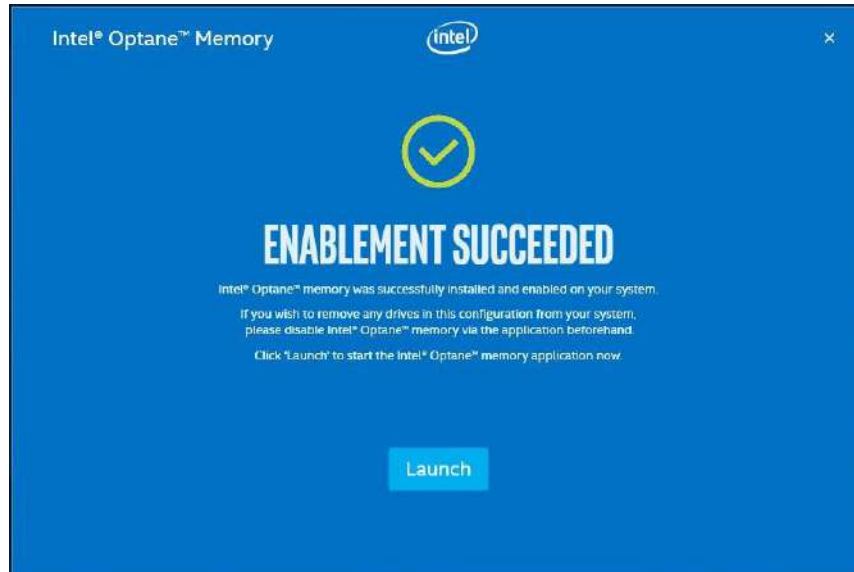 Intel® Optane™ Memory
intel
×
ENABLEMENT SUCCEEDED
Intel® Optane™ memory was successfully installed and enabled on your system.
If you wish to remove any drives in this configuration from your system,
please disable Intel® Optane™ memory via the application beforehand.
Click 'Launch' to start the Intel® Optane™ memory application now.
Launch